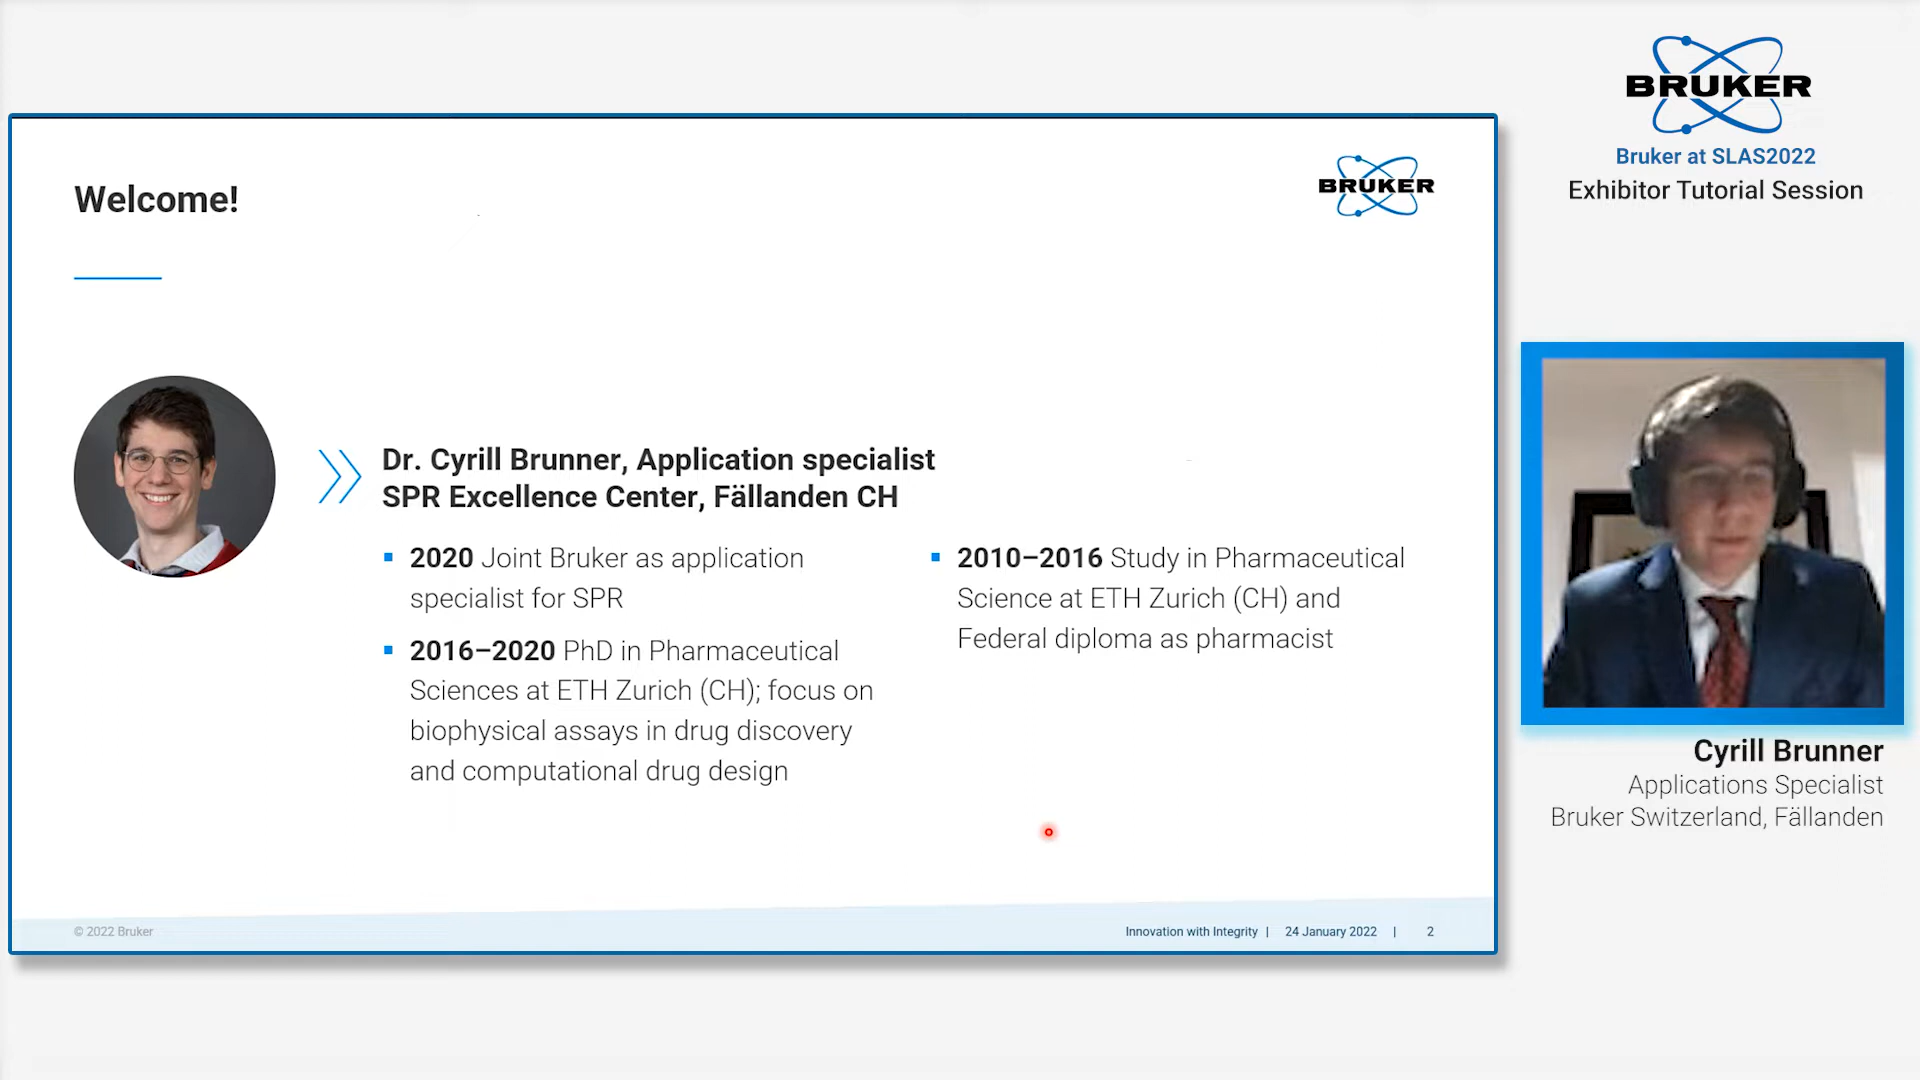 BRUKER
Bruker at SLAS2022
Exhibitor Tutorial Session
Welcome!
BRUKER
Dr. Cyrill Brunner, Application specialist
SPR Excellence Center, Fällanden CH
2020 Joint Bruker as application
specialist for SPR
2016–2020 PhD in Pharmaceutical
Sciences at ETH Zurich (CH); focus on
biophysical assays in drug discovery
and computational drug design
2010–2016 Study in Pharmaceutical
Science at ETH Zurich (CH) and
Federal diploma as pharmacist
Cyrill Brunner
Applications Specialist
Bruker Switzerland, Fällanden
© 2022 Bruker
Innovation with Integrity | 24 January 2022 | 2